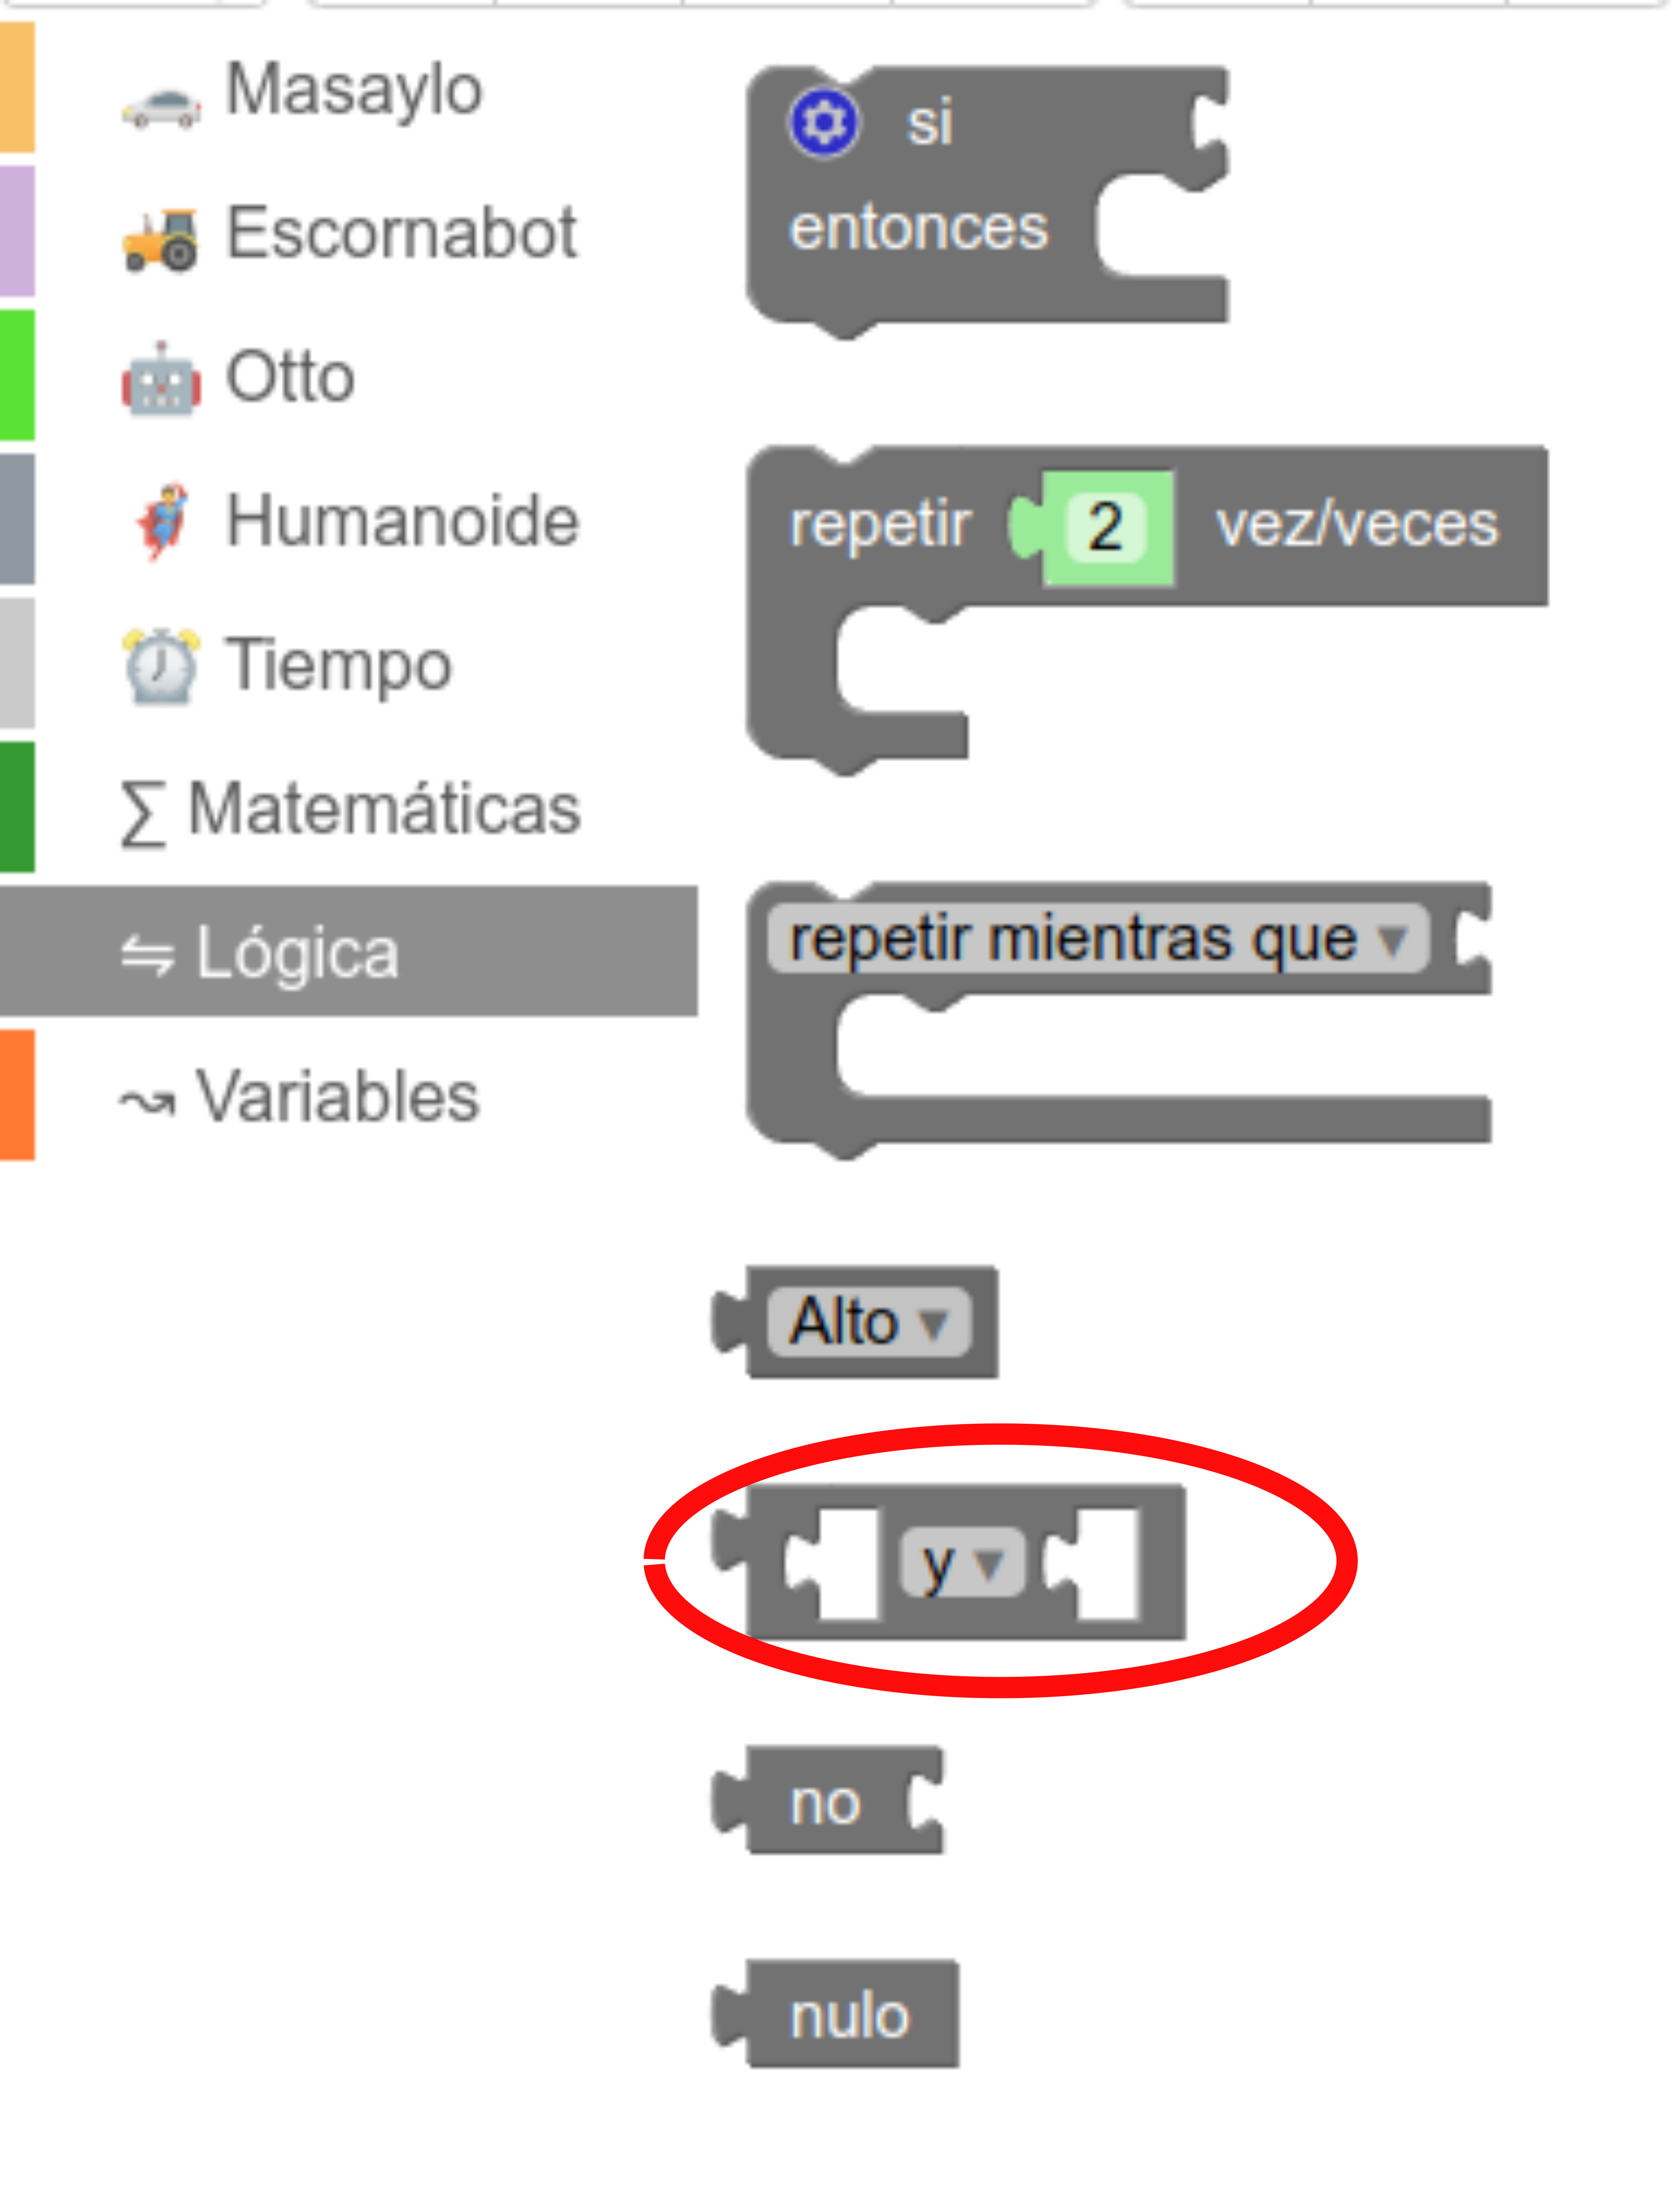 Masaylo
Escornabot
Otto
Humanoide
Tiempo
∑ Matemáticas
⇋ Lógica
↝ Variables
si
entonces
repetir 2 vez/veces
repetir mientras que ▾
Alto ▾
y ▾
no
nulo